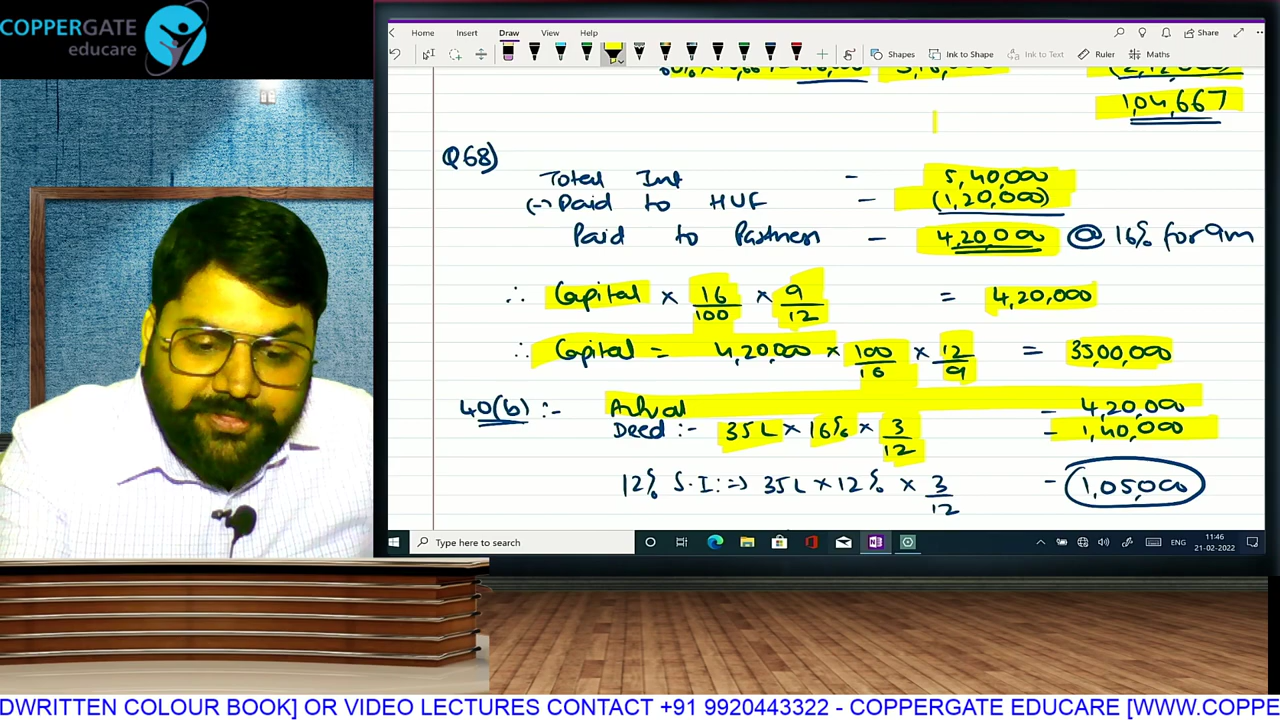 COPPERGATE
educare
Home Insert Draw View Help
Share
Shapes Ink to Shape Ink to Text Ruler Maths
1,04,667
Q68)
Total Int - 5,40,000
(-) Paid to HUF - (1,20,000)
Paid to Partners - 4,20,000 @ 16% for 9m
∴ Capital × 16/100 × 9/12 = 4,20,000
∴ Capital = 4,20,000 × 100/16 × 12/9 = 35,00,000
40(b) :- Actual - 4,20,000
Deed :- 35L × 16% × 3/12 - 1,40,000
12% S.I :⇒ 35L × 12% × 3/12 - 1,05,000
Type here to search
ENG
11:46
21-02-2022
DWRITTEN COLOUR BOOK] OR VIDEO LECTURES CONTACT +91 9920443322 - COPPERGATE EDUCARE [WWW.COPPE